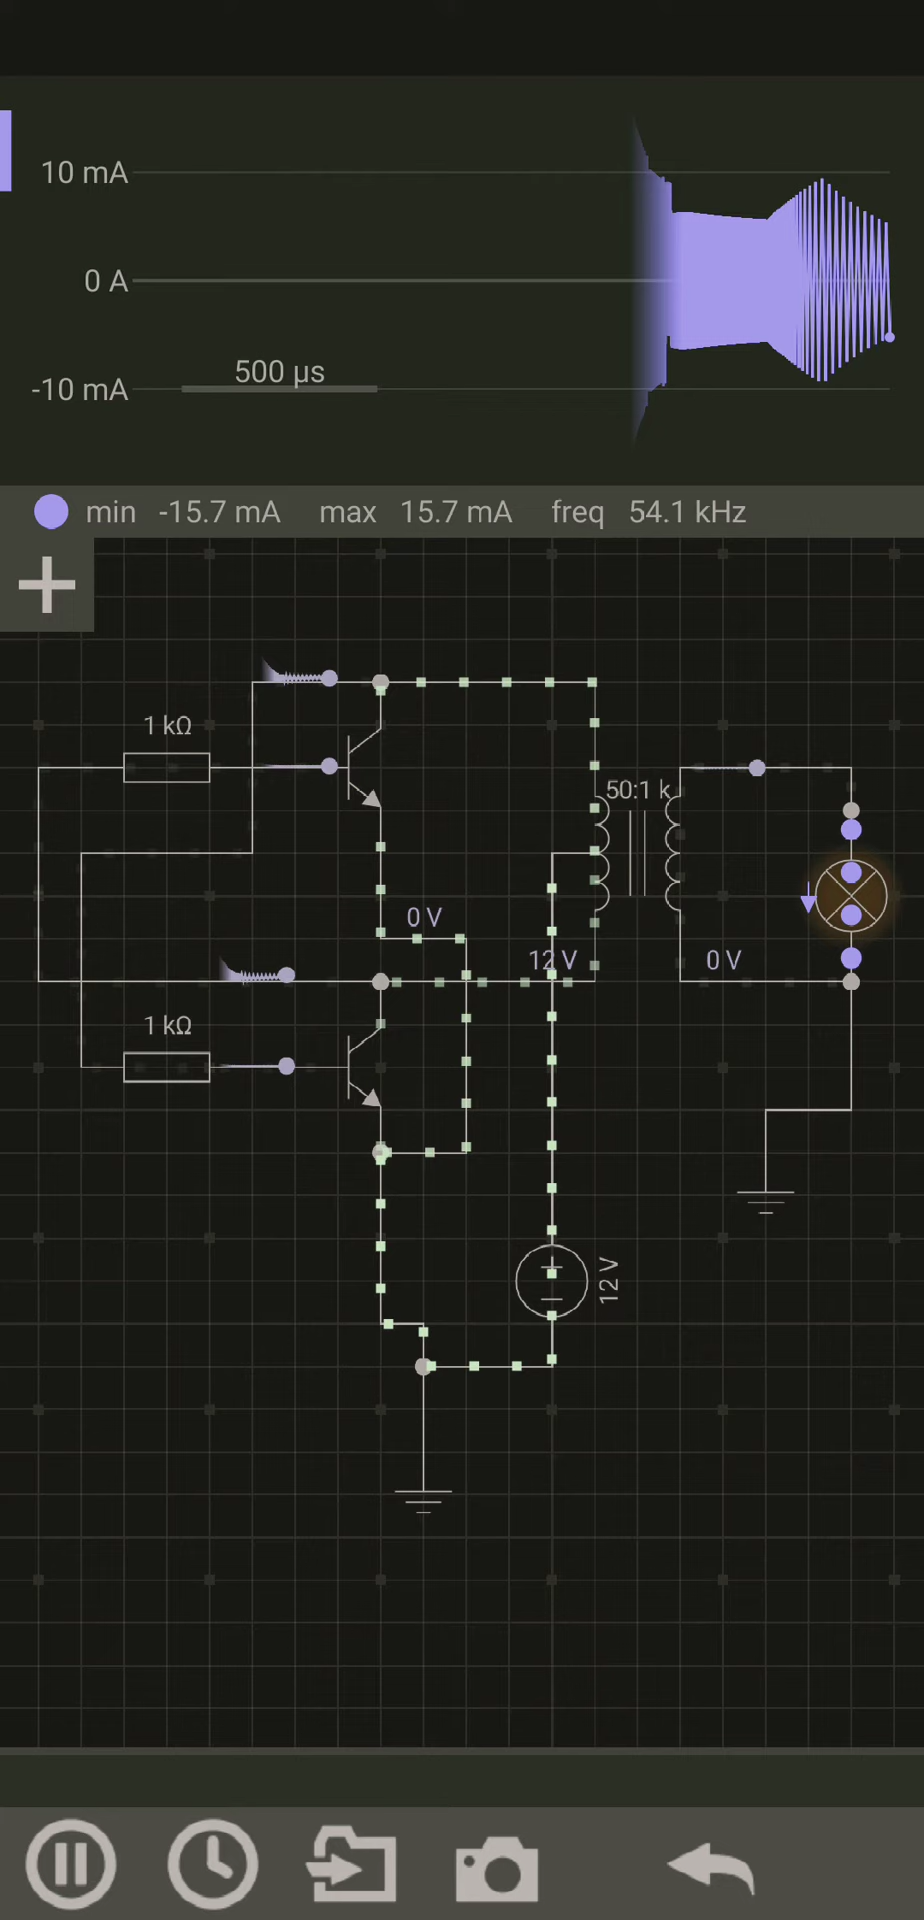 10 mA
0 A
500 µs
-10 mA
min -15.7 mA max 15.7 mA freq 54.1 kHz
1 kΩ
50:1 k
0 V
12 V
0 V
1 kΩ
12 V